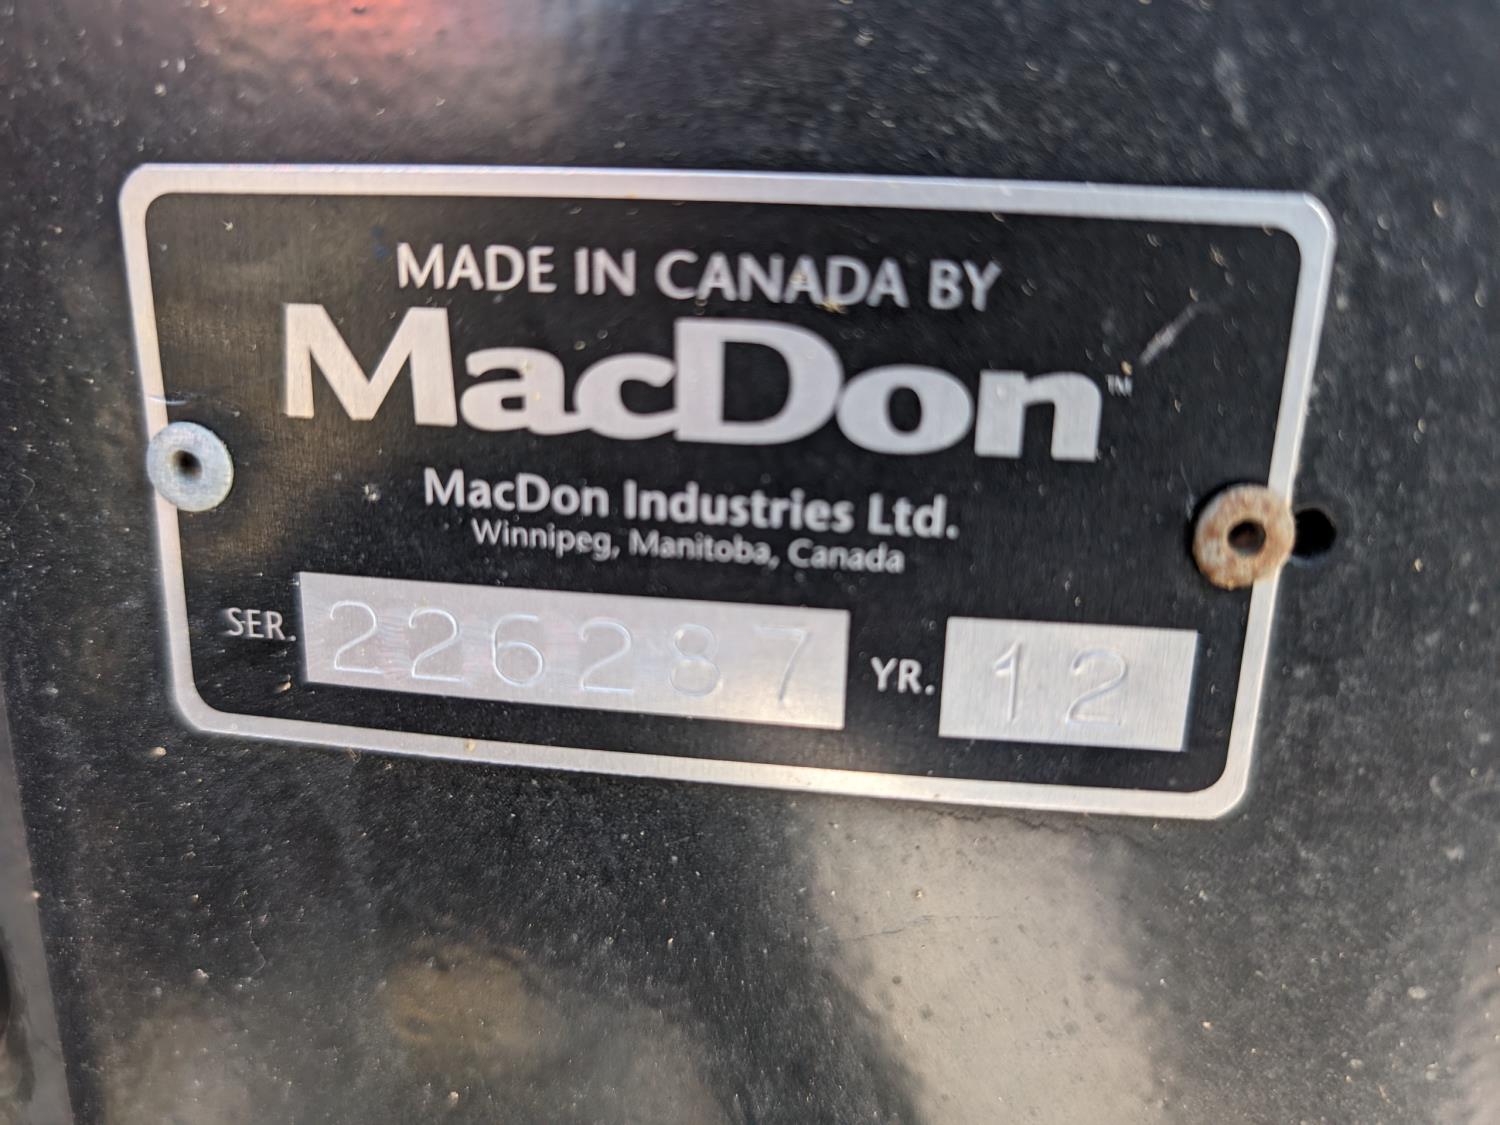 MADE IN CANADA BY
MacDon™
MacDon Industries Ltd.
Winnipeg, Manitoba, Canada
SER. 226287 YR. 12